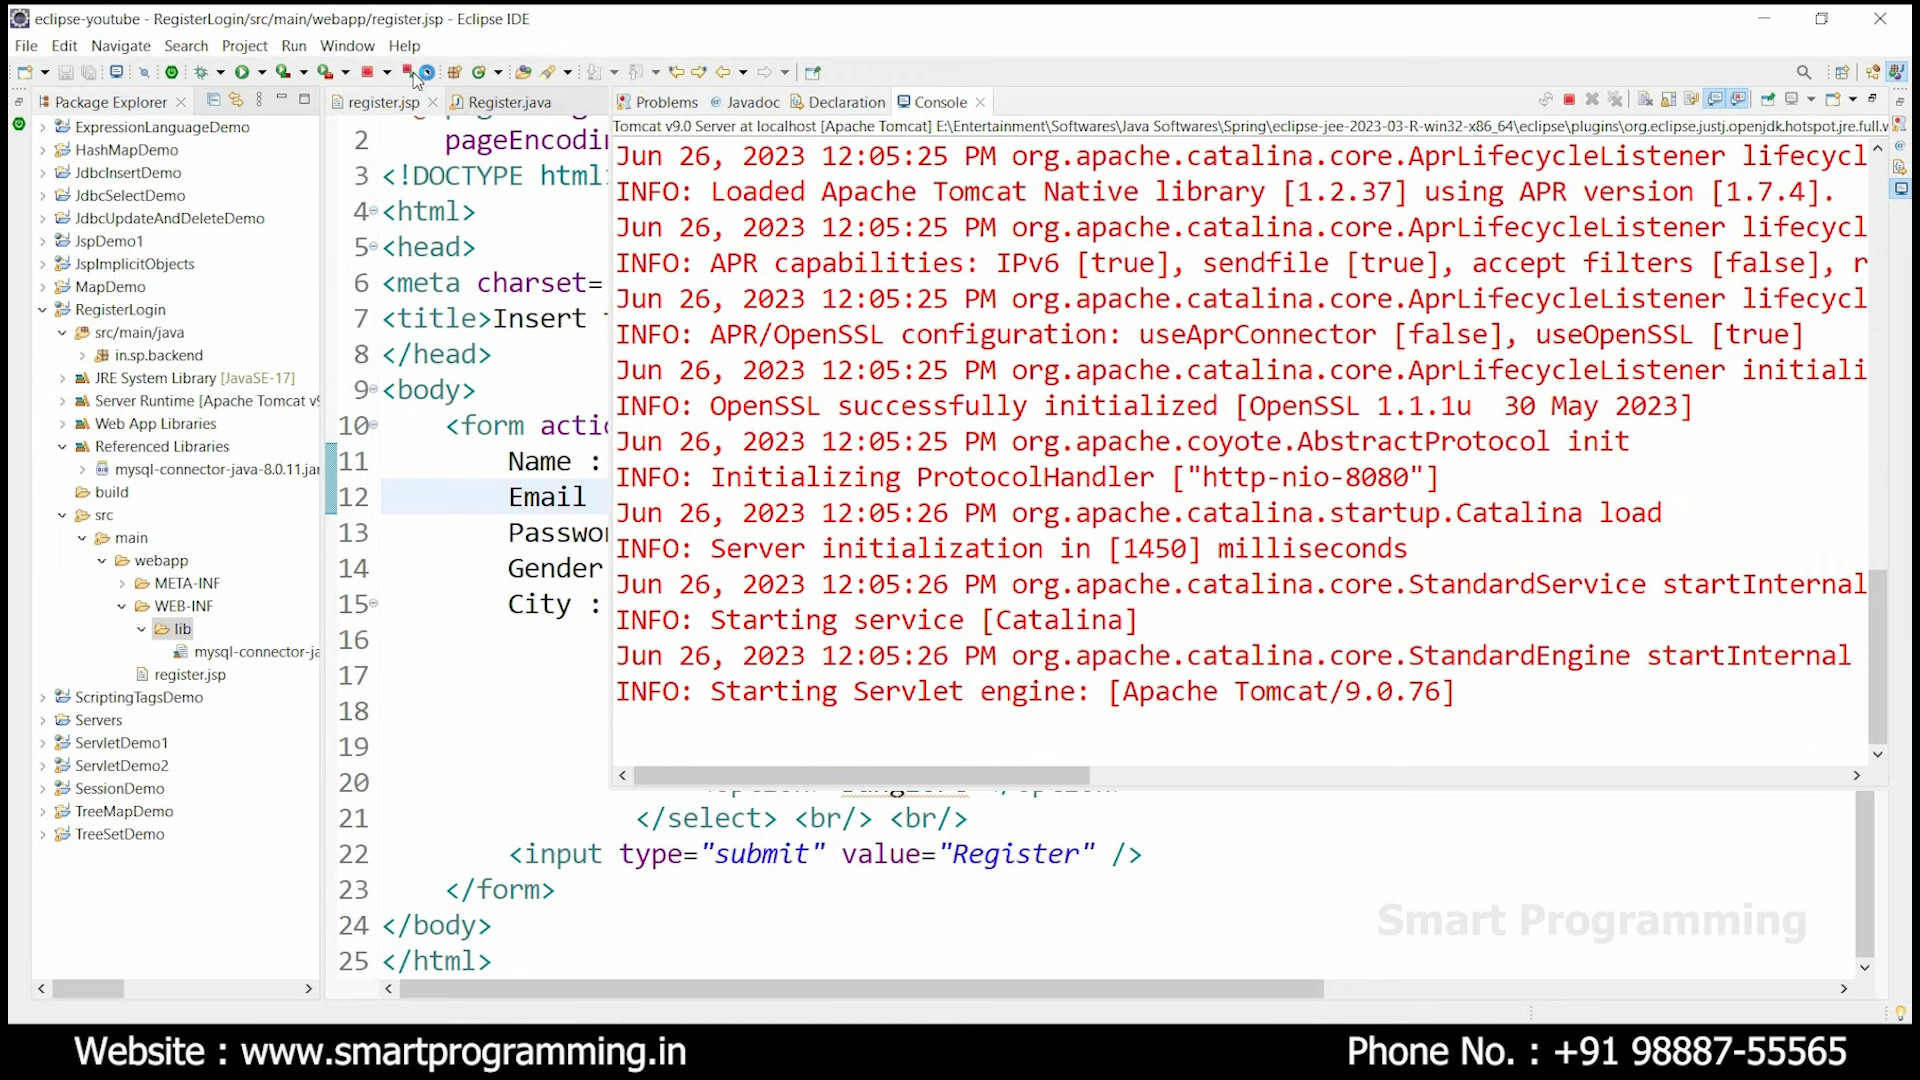 eclipse-youtube - RegisterLogin/src/main/webapp/register.jsp - Eclipse IDE
File Edit Navigate Search Project Run Window Help
Package Explorer
ExpressionLanguageDemo
HashMapDemo
JdbcInsertDemo
JdbcSelectDemo
JdbcUpdateAndDeleteDemo
JspDemo1
JspImplicitObjects
MapDemo
RegisterLogin
src/main/java
in.sp.backend
JRE System Library [JavaSE-17]
Server Runtime [Apache Tomcat v9
Web App Libraries
Referenced Libraries
mysql-connector-java-8.0.11.jar
build
src
main
webapp
META-INF
WEB-INF
lib
mysql-connector-ja
register.jsp
ScriptingTagsDemo
Servers
ServletDemo1
ServletDemo2
SessionDemo
TreeMapDemo
TreeSetDemo
register.jsp Register.java
2 pageEncodin
3 <!DOCTYPE html
4 <html>
5 <head>
6 <meta charset=
7 <title>Insert
8 </head>
9 <body>
10 <form actio
11 Name :
12 Email
13 Passwor
14 Gender
15 City :
16
17
18
19
20
21 </select> <br/> <br/>
22 <input type="submit" value="Register" />
23 </form>
24 </body>
25 </html>
Problems Javadoc Declaration Console
Tomcat v9.0 Server at localhost [Apache Tomcat] E:\Entertainment\Softwares\Java Softwares\Spring\eclipse-jee-2023-03-R-win32-x86_64\eclipse\plugins\org.eclipse.justj.openjdk.hotspot.jre.full.w
Jun 26, 2023 12:05:25 PM org.apache.catalina.core.AprLifecycleListener lifecycl
INFO: Loaded Apache Tomcat Native library [1.2.37] using APR version [1.7.4].
Jun 26, 2023 12:05:25 PM org.apache.catalina.core.AprLifecycleListener lifecycl
INFO: APR capabilities: IPv6 [true], sendfile [true], accept filters [false], r
Jun 26, 2023 12:05:25 PM org.apache.catalina.core.AprLifecycleListener lifecycl
INFO: APR/OpenSSL configuration: useAprConnector [false], useOpenSSL [true]
Jun 26, 2023 12:05:25 PM org.apache.catalina.core.AprLifecycleListener initiali
INFO: OpenSSL successfully initialized [OpenSSL 1.1.1u  30 May 2023]
Jun 26, 2023 12:05:25 PM org.apache.coyote.AbstractProtocol init
INFO: Initializing ProtocolHandler ["http-nio-8080"]
Jun 26, 2023 12:05:26 PM org.apache.catalina.startup.Catalina load
INFO: Server initialization in [1450] milliseconds
Jun 26, 2023 12:05:26 PM org.apache.catalina.core.StandardService startInternal
INFO: Starting service [Catalina]
Jun 26, 2023 12:05:26 PM org.apache.catalina.core.StandardEngine startInternal
INFO: Starting Servlet engine: [Apache Tomcat/9.0.76]
Smart Programming
Website : www.smartprogramming.in
Phone No. : +91 98887-55565